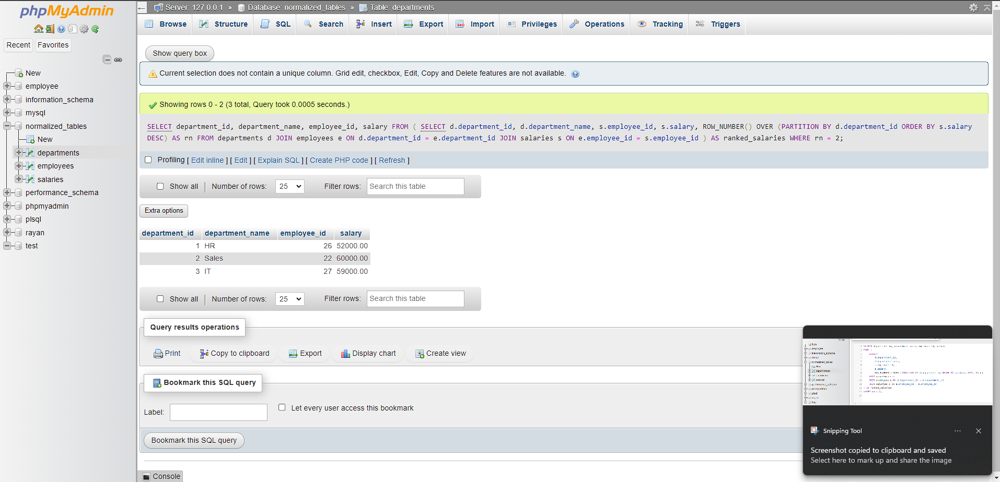 phpMyAdmin
Recent
Favorites
New
employee
information_schema
mysql
normalized_tables
New
departments
employees
salaries
performance_schema
phpmyadmin
plsql
rayan
test
Server: 127.0.0.1 » Database: normalized_tables » Table: departments
Browse Structure SQL Search Insert Export Import Privileges Operations Tracking Triggers
Show query box
Current selection does not contain a unique column. Grid edit, checkbox, Edit, Copy and Delete features are not available.
Showing rows 0 - 2 (3 total, Query took 0.0005 seconds.)
SELECT department_id, department_name, employee_id, salary FROM ( SELECT d.department_id, d.department_name, s.employee_id, s.salary, ROW_NUMBER() OVER (PARTITION BY d.department_id ORDER BY s.salary
DESC) AS rn FROM departments d JOIN employees e ON d.department_id = e.department_id JOIN salaries s ON e.employee_id = s.employee_id ) AS ranked_salaries WHERE rn = 2;
Profiling [ Edit inline ] [ Edit ] [ Explain SQL ] [ Create PHP code ] [ Refresh ]
Show all | Number of rows: 25 Filter rows: Search this table
Extra options
department_id department_name employee_id salary
1 HR 26 52000.00
2 Sales 22 60000.00
3 IT 27 59000.00
Show all | Number of rows: 25 Filter rows: Search this table
Query results operations
Print Copy to clipboard Export Display chart Create view
Bookmark this SQL query
Label:
Let every user access this bookmark
Bookmark this SQL query
Console
Snipping Tool
Screenshot copied to clipboard and saved
Select here to mark up and share the image